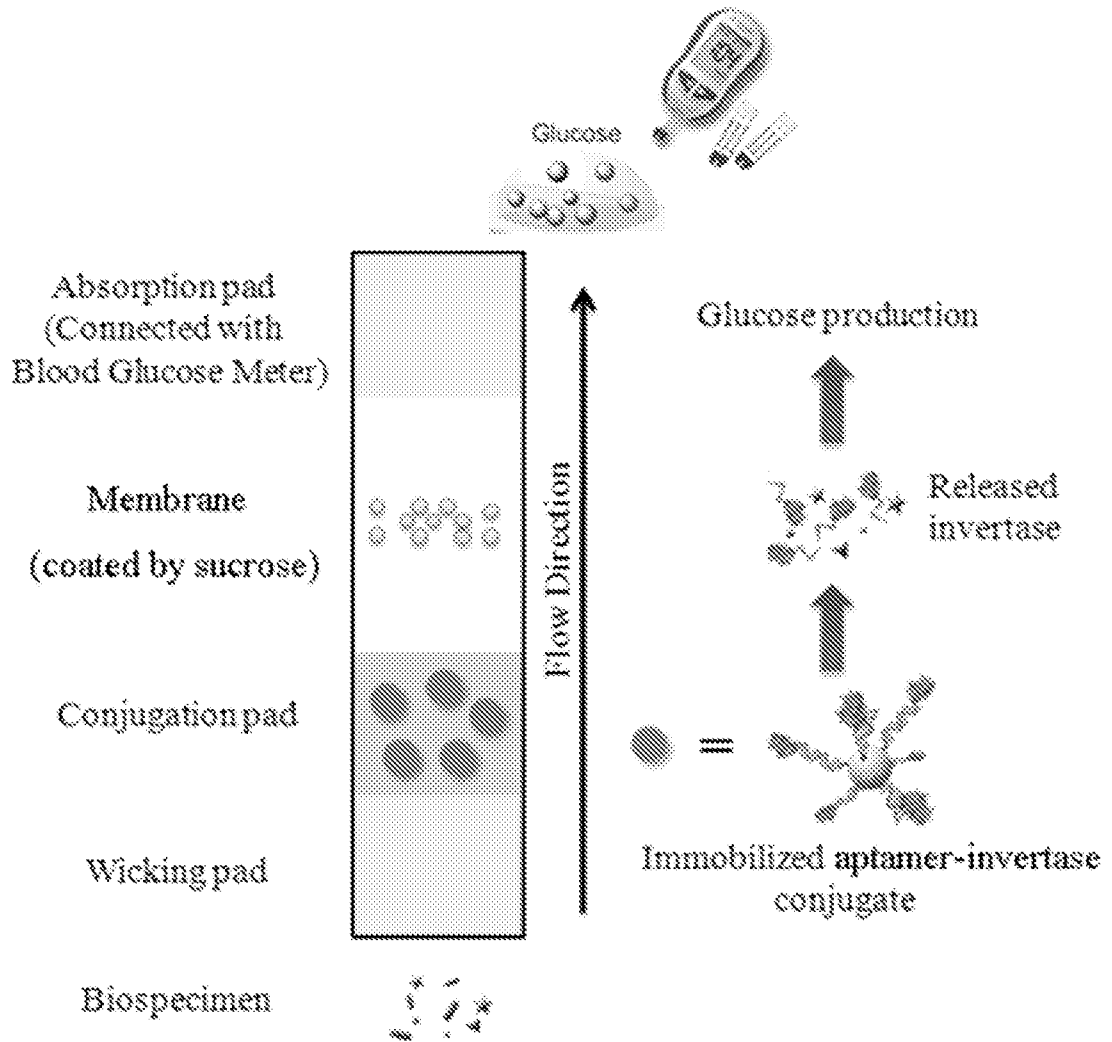 Glucose
Absorption pad
(Connected with
Blood Glucose Meter)
Glucose production
Membrane
(coated by sucrose)
Released
invertase
Flow Direction
Conjugation pad
=
Wicking pad
Immobilized aptamer-invertase
conjugate
Biospecimen